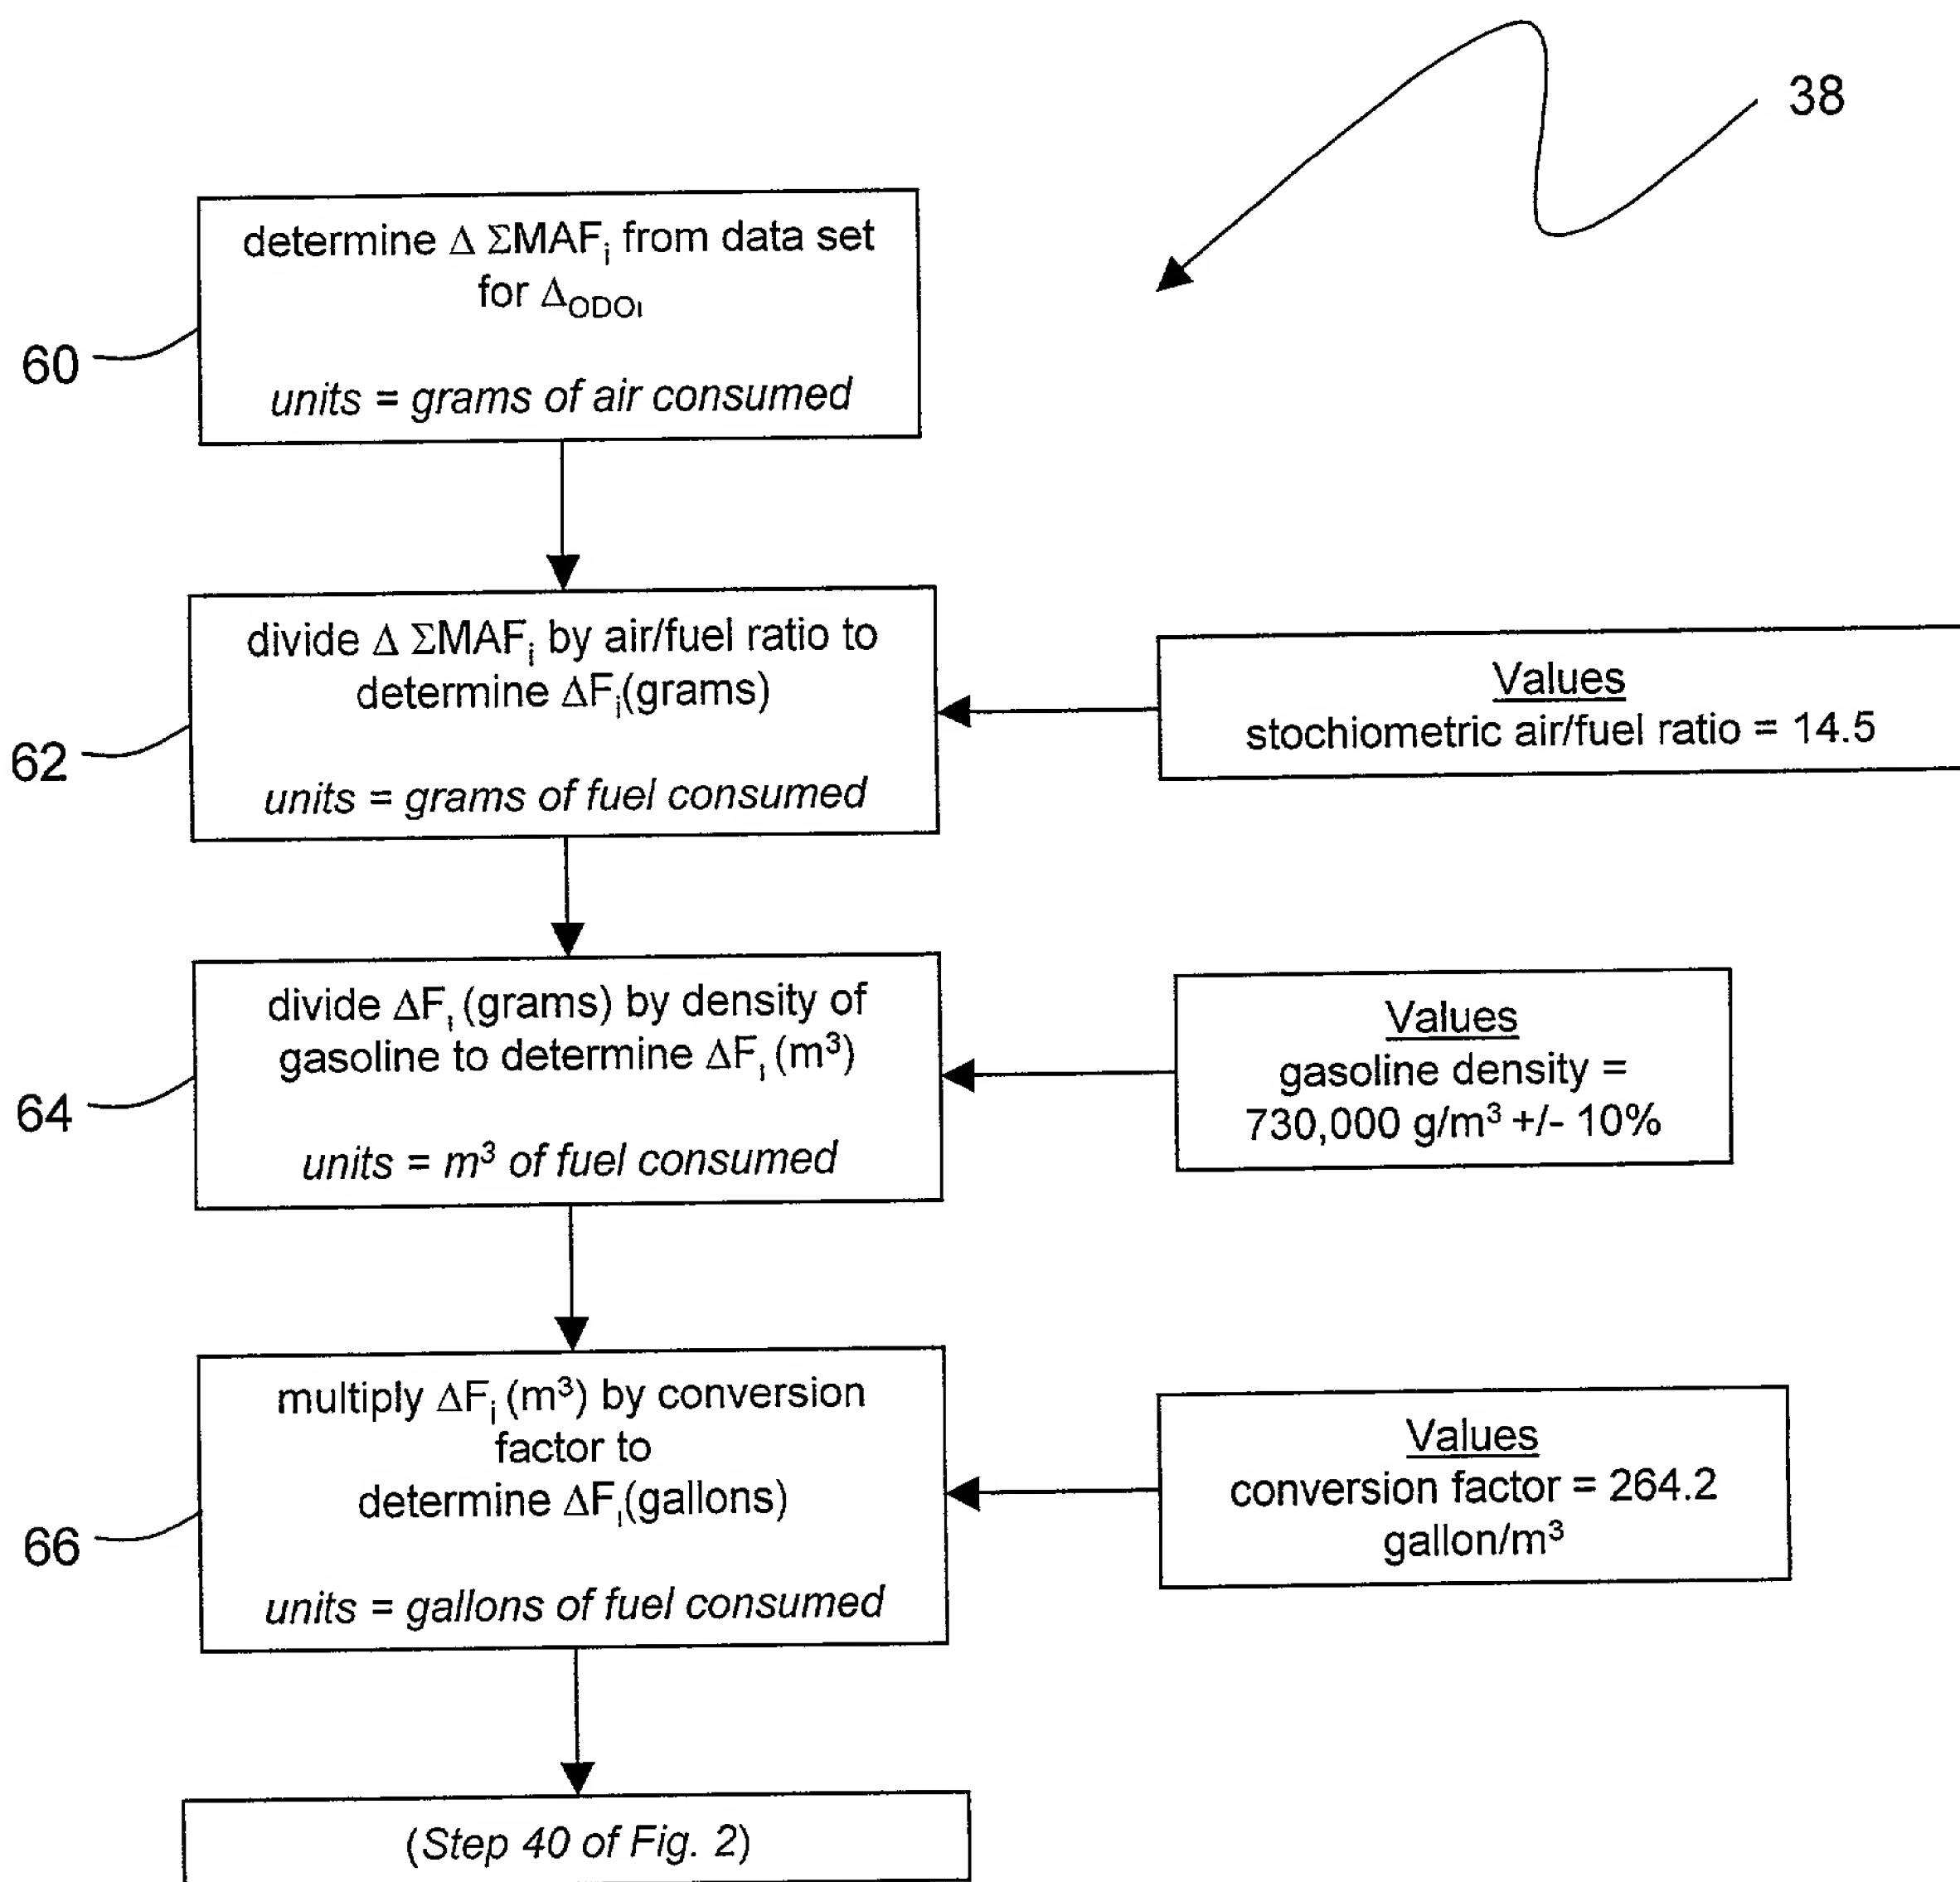 38
determine Δ ΣMAFᵢ from data set
for Δ_ODOI
units = grams of air consumed
60
divide Δ ΣMAFᵢ by air/fuel ratio to
determine ΔFᵢ(grams)
units = grams of fuel consumed
62
Values
stochiometric air/fuel ratio = 14.5
divide ΔFᵢ (grams) by density of
gasoline to determine ΔFᵢ (m³)
units = m³ of fuel consumed
64
Values
gasoline density =
730,000 g/m³ +/- 10%
multiply ΔFᵢ (m³) by conversion
factor to
determine ΔFᵢ(gallons)
units = gallons of fuel consumed
66
Values
conversion factor = 264.2
gallon/m³
(Step 40 of Fig. 2)